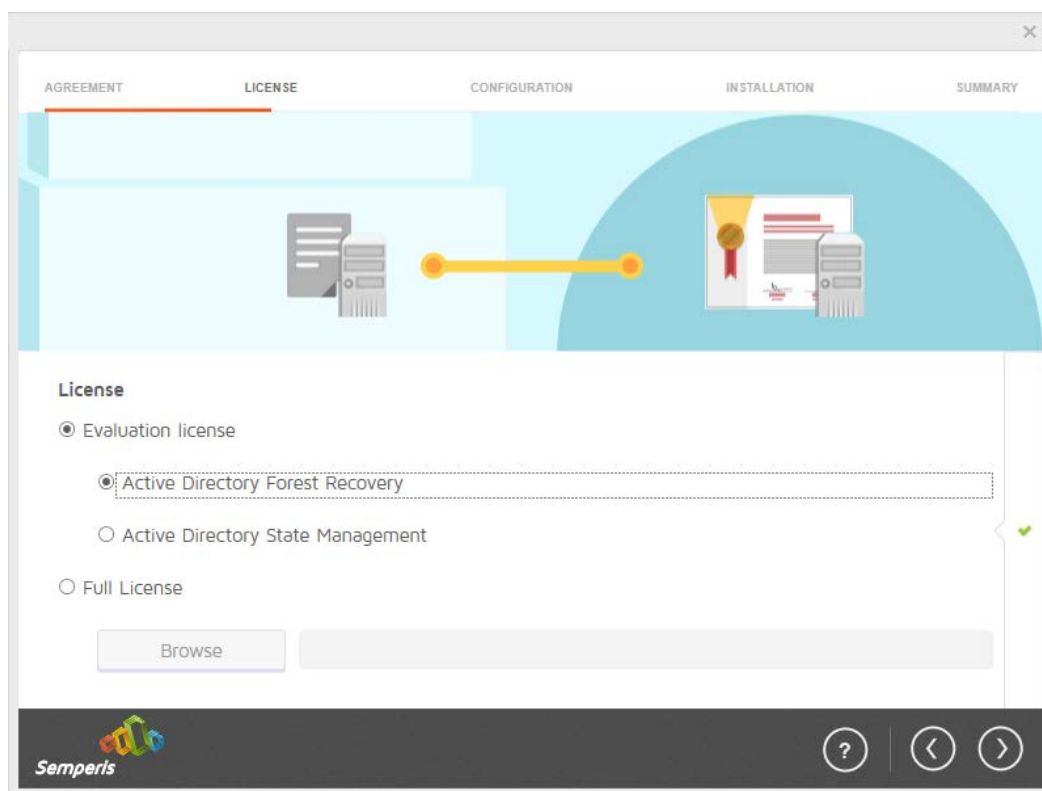 AGREEMENT LICENSE CONFIGURATION INSTALLATION SUMMARY
License
Evaluation license
Active Directory Forest Recovery
Active Directory State Management
Full License
Browse
Semperis
?